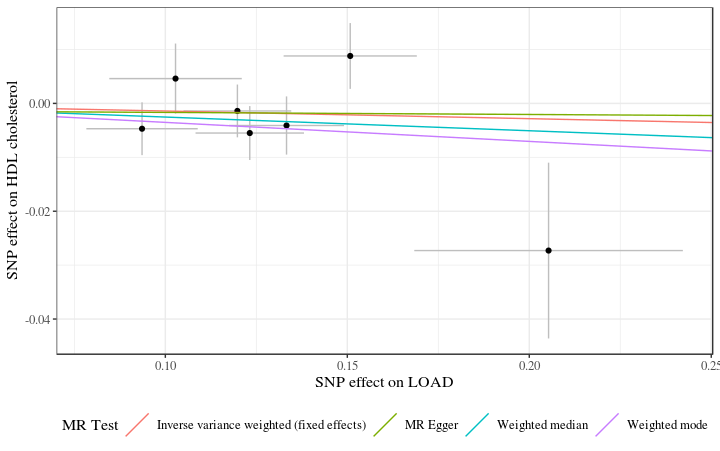 SNP effect on HDL cholesterol
0.00
-0.02
-0.04
0.10
0.15
0.20
0.25
SNP effect on LOAD
MR Test
Inverse variance weighted (fixed effects)
MR Egger
Weighted median
Weighted mode